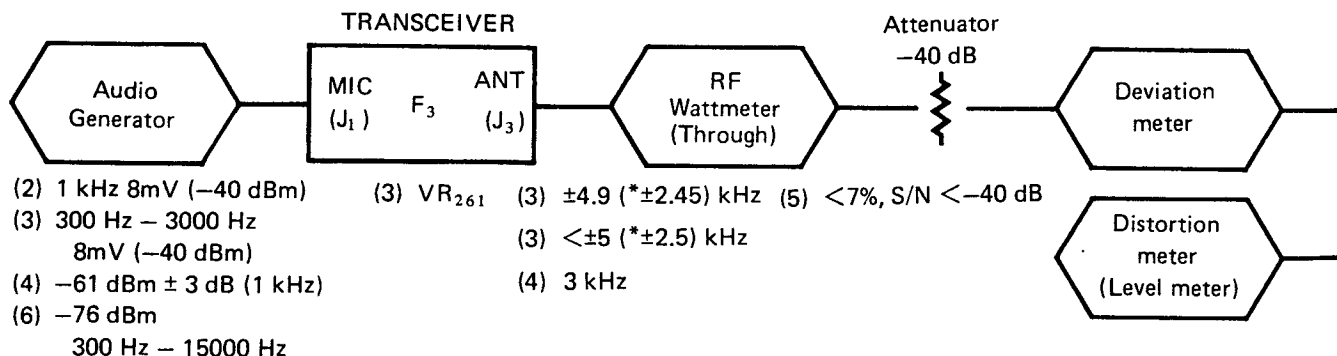 TRANSCEIVER
Attenuator
−40 dB
Audio
Generator
MIC
(J₁)
F₃
ANT
(J₃)
RF
Wattmeter
(Through)
Deviation
meter
(2) 1 kHz 8mV (−40 dBm)
(3) 300 Hz − 3000 Hz
8mV (−40 dBm)
(4) −61 dBm ± 3 dB (1 kHz)
(6) −76 dBm
300 Hz − 15000 Hz
(3) VR₂₆₁
(3) ±4.9 (*±2.45) kHz
(3) <±5 (*±2.5) kHz
(4) 3 kHz
(5) <7%, S/N <−40 dB
Distortion
meter
(Level meter)